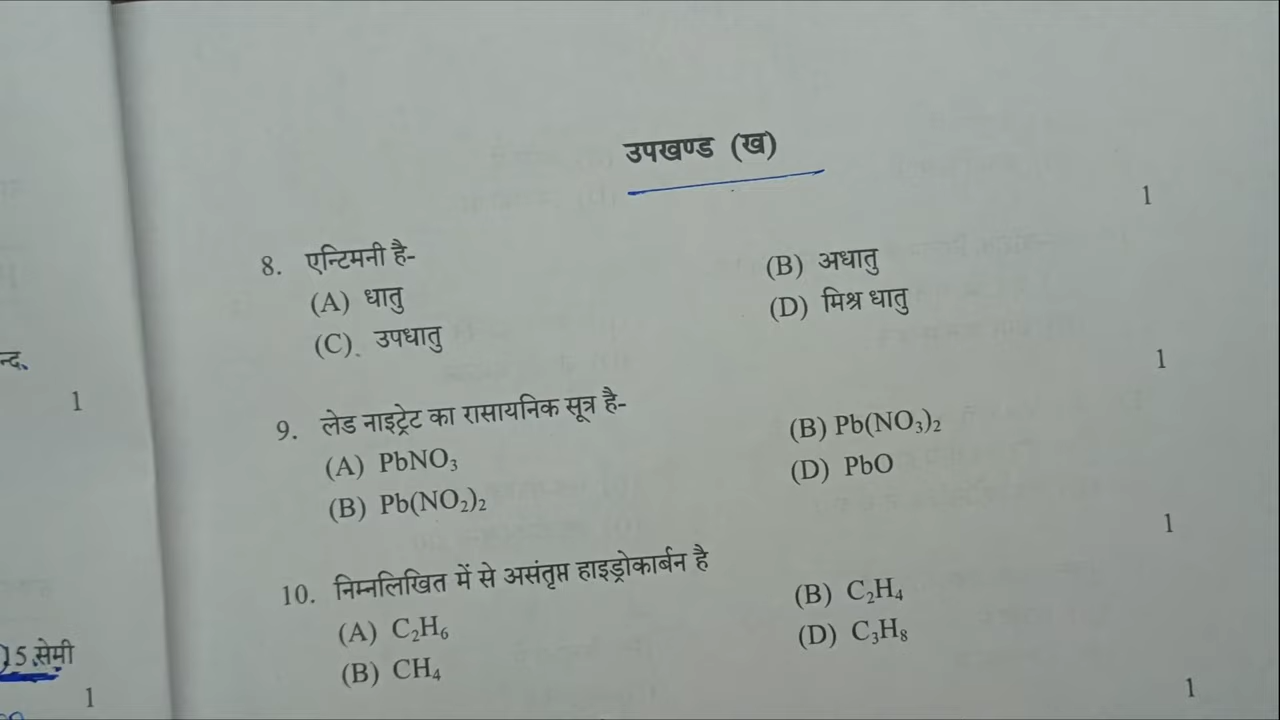 उपखण्ड (ख)
1
8. एन्टिमनी है-
(A) धातु (B) अधातु
(C) उपधातु (D) मिश्र धातु
1
9. लेड नाइट्रेट का रासायनिक सूत्र है-
(A) PbNO₃ (B) Pb(NO₃)₂
(B) Pb(NO₂)₂ (D) PbO
1
10. निम्नलिखित में से असंतृप्त हाइड्रोकार्बन है
(A) C₂H₆ (B) C₂H₄
(B) CH₄ (D) C₃H₈
1
1
15 सेमी
1